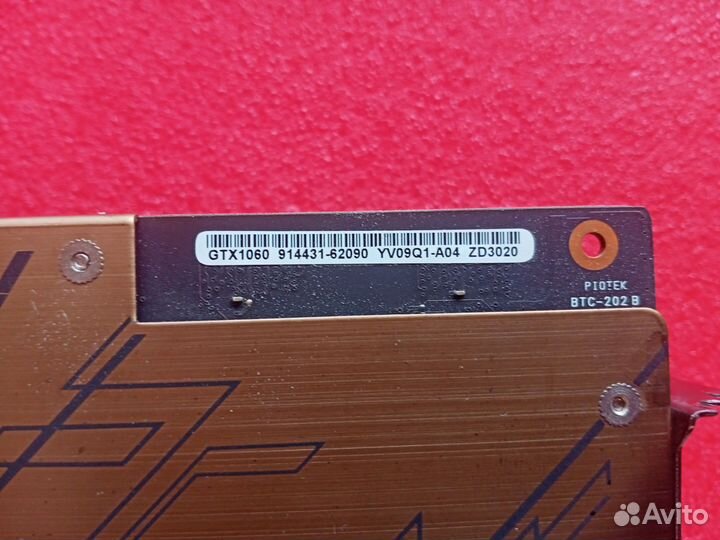 GTX1060 914431-62090 YV09Q1-A04 ZD3020
PIOTEK
BTC-202 B
Avito